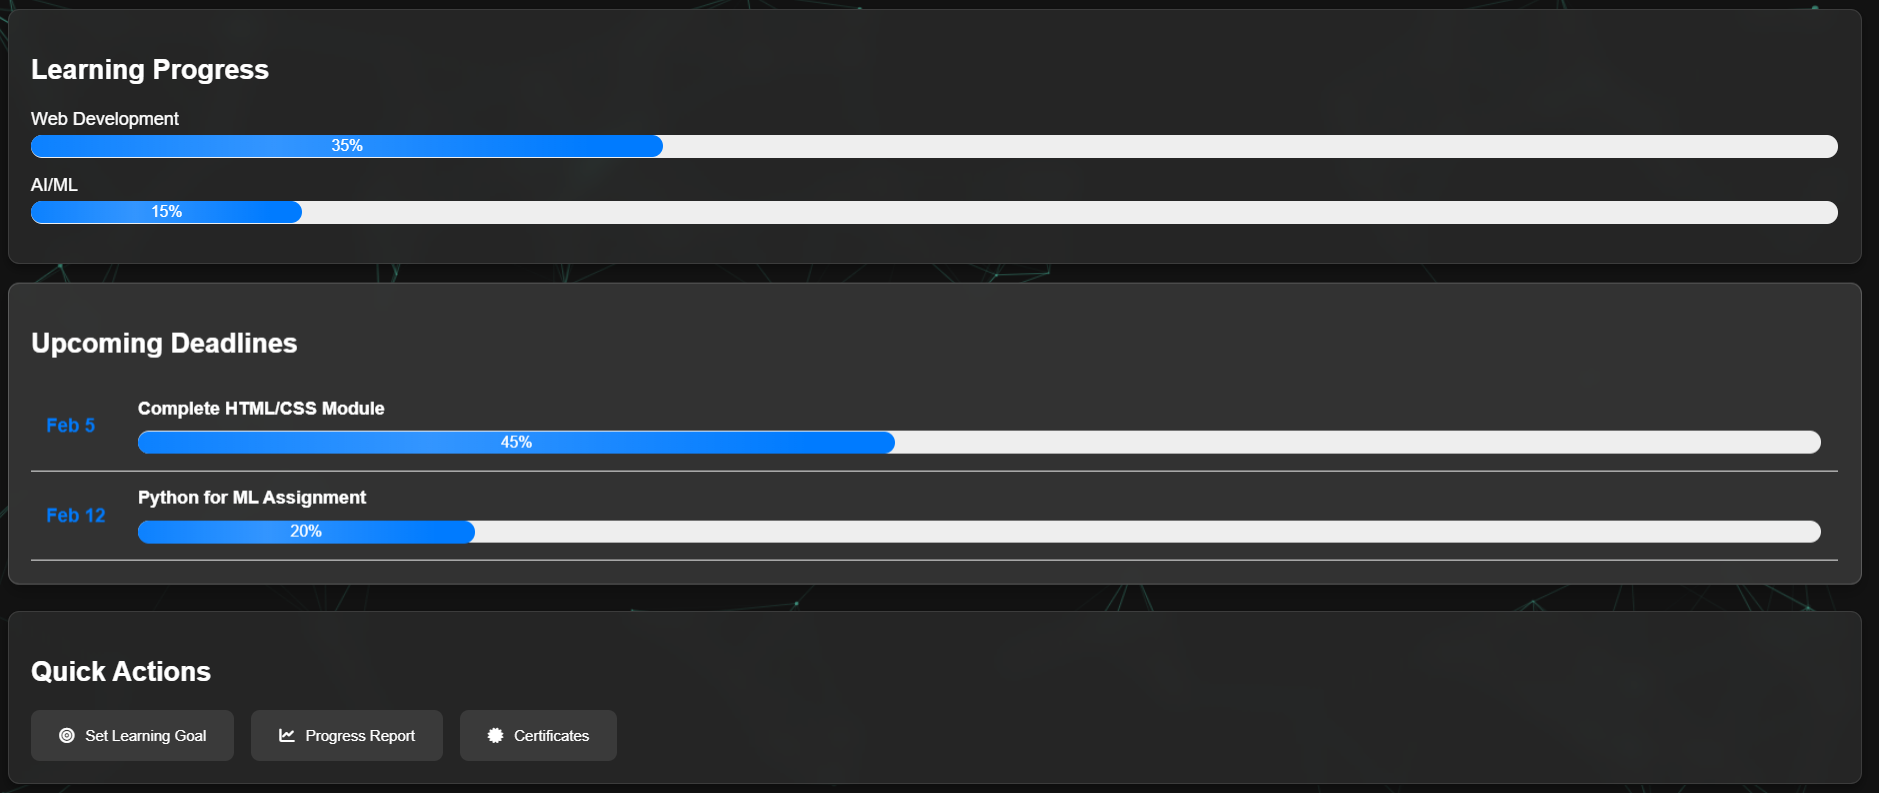 Learning Progress
Web Development
35%
AI/ML
15%
Upcoming Deadlines
Feb 5
Complete HTML/CSS Module
45%
Feb 12
Python for ML Assignment
20%
Quick Actions
Set Learning Goal
Progress Report
Certificates